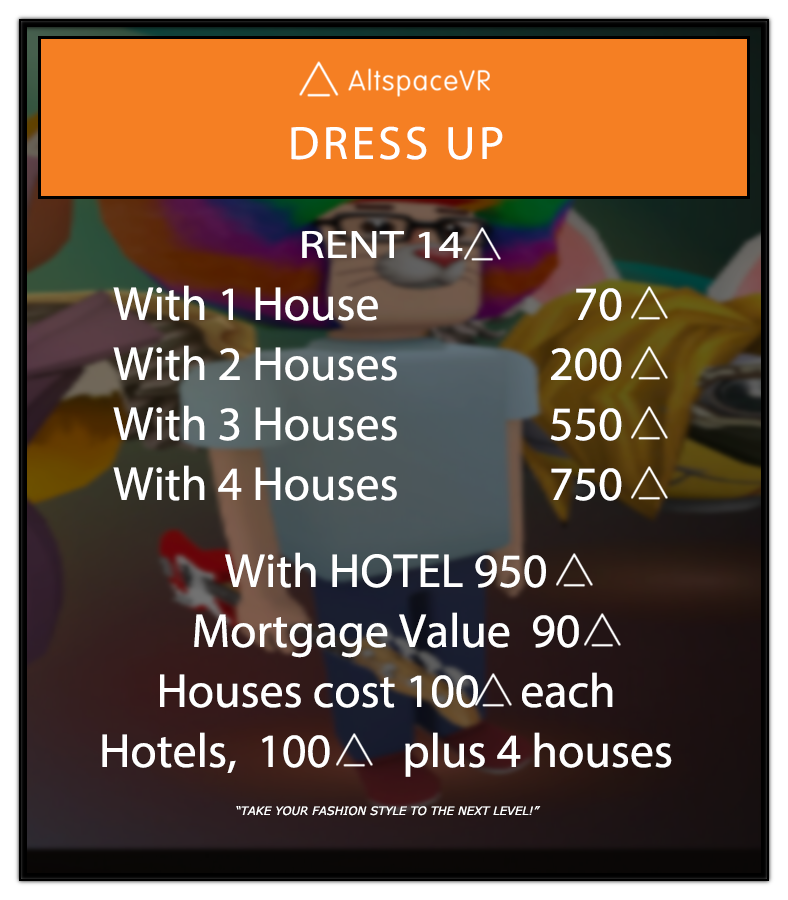 AltspaceVR
DRESS UP
RENT 14△
With 1 House 70 △
With 2 Houses 200 △
With 3 Houses 550 △
With 4 Houses 750 △
With HOTEL 950 △
Mortgage Value 90△
Houses cost 100△ each
Hotels, 100△ plus 4 houses
"TAKE YOUR FASHION STYLE TO THE NEXT LEVEL!"